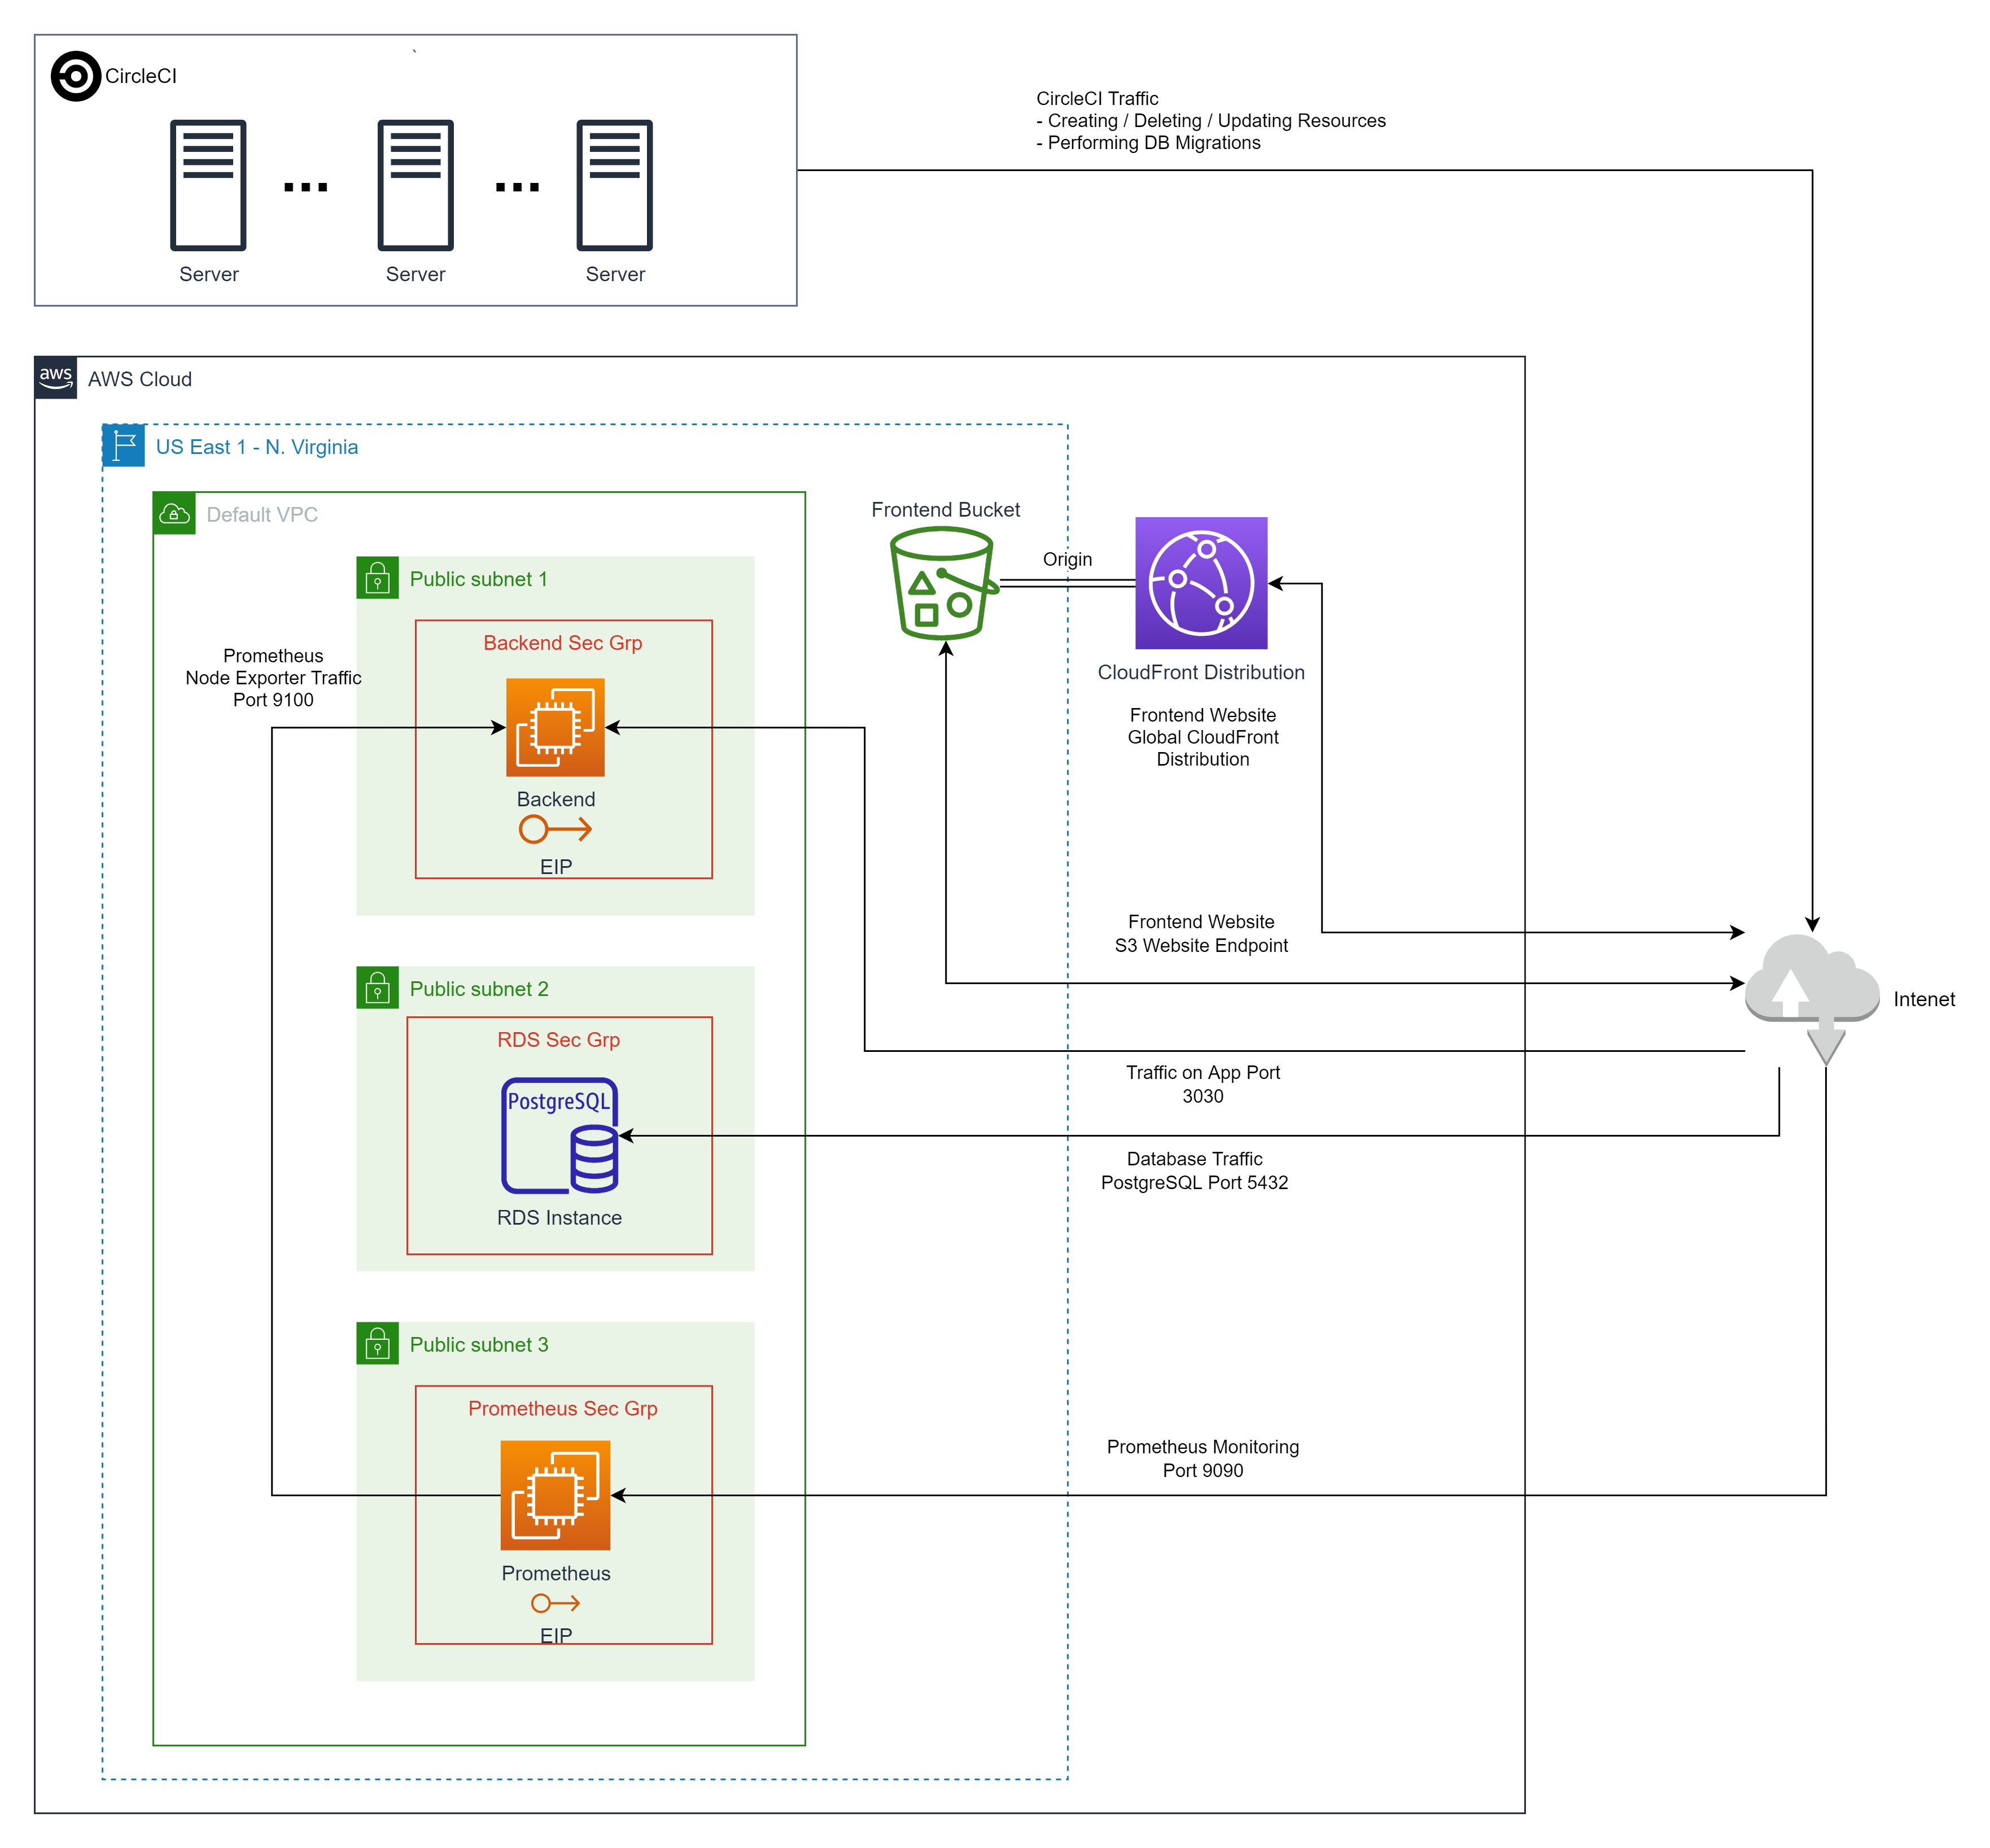 `
CircleCI
Server
Server
Server
CircleCI Traffic
- Creating / Deleting / Updating Resources
- Performing DB Migrations
aws
AWS Cloud
US East 1 - N. Virginia
Default VPC
Frontend Bucket
Origin
CloudFront Distribution
Frontend Website
Global CloudFront
Distribution
Public subnet 1
Backend Sec Grp
Prometheus
Node Exporter Traffic
Port 9100
Backend
EIP
Frontend Website
S3 Website Endpoint
Intenet
Public subnet 2
RDS Sec Grp
PostgreSQL
RDS Instance
Traffic on App Port
3030
Database Traffic
PostgreSQL Port 5432
Public subnet 3
Prometheus Sec Grp
Prometheus
EIP
Prometheus Monitoring
Port 9090